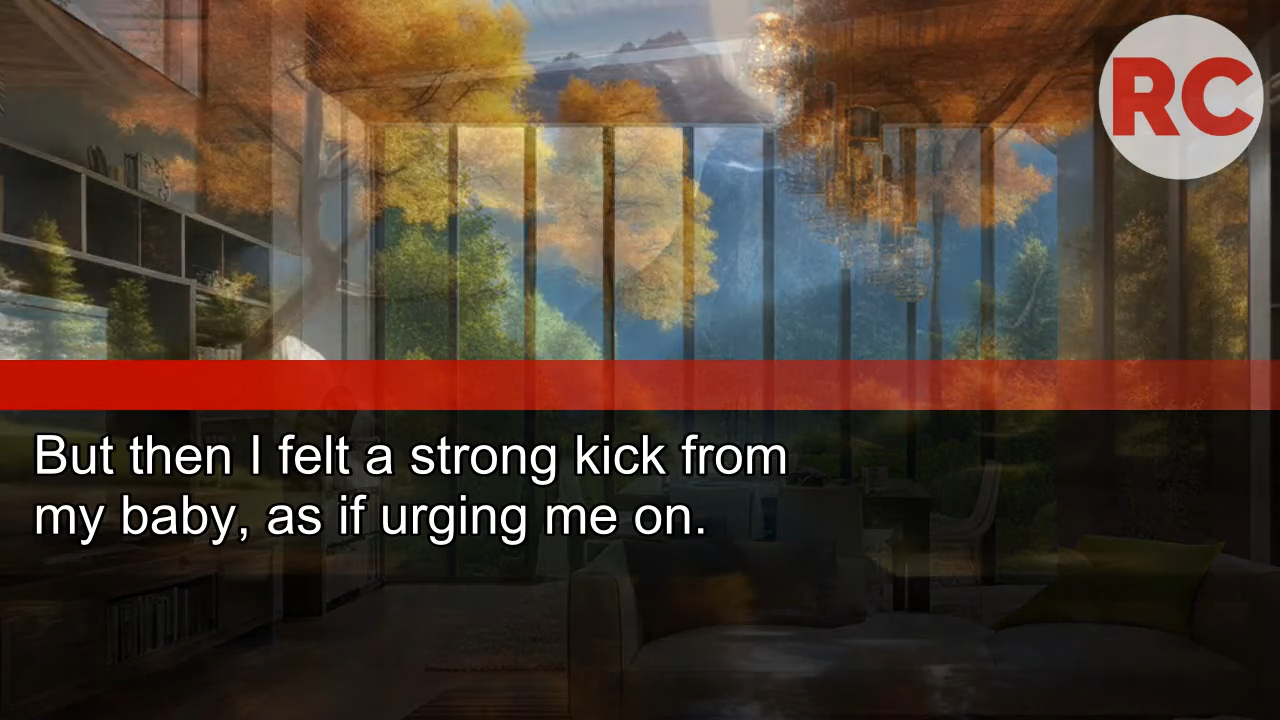 RC
But then I felt a strong kick from
my baby, as if urging me on.